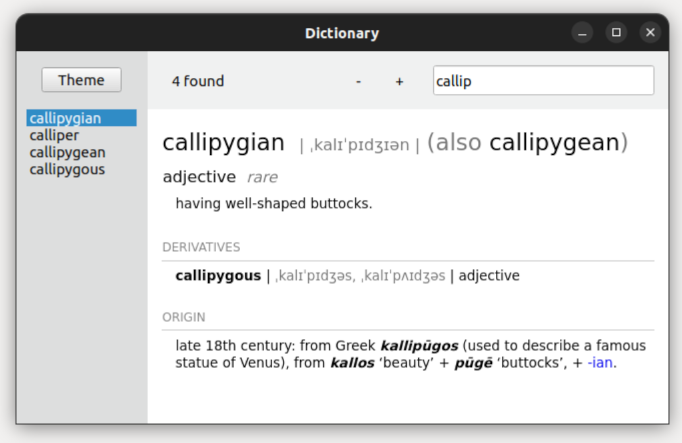 Dictionary
Theme
4 found - + callip
callipygian
calliper
callipygean
callipygous
callipygian | ˌkalɪˈpɪdʒɪən | (also callipygean)
adjective rare
having well-shaped buttocks.
DERIVATIVES
callipygous | ˌkalɪˈpɪdʒəs, ˌkalɪˈpʌɪdʒəs | adjective
ORIGIN
late 18th century: from Greek kallipūgos (used to describe a famous
statue of Venus), from kallos ‘beauty’ + pūgē ‘buttocks’, + -ian.